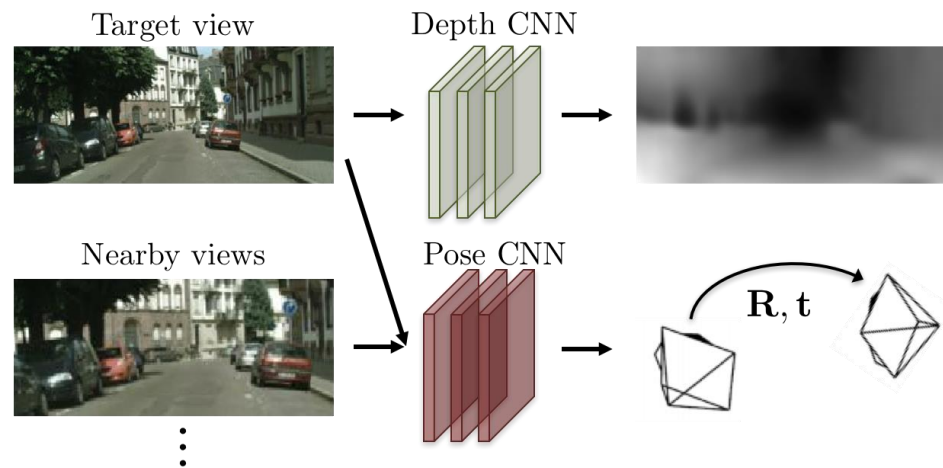 Target view
Depth CNN
Nearby views
Pose CNN
R, t